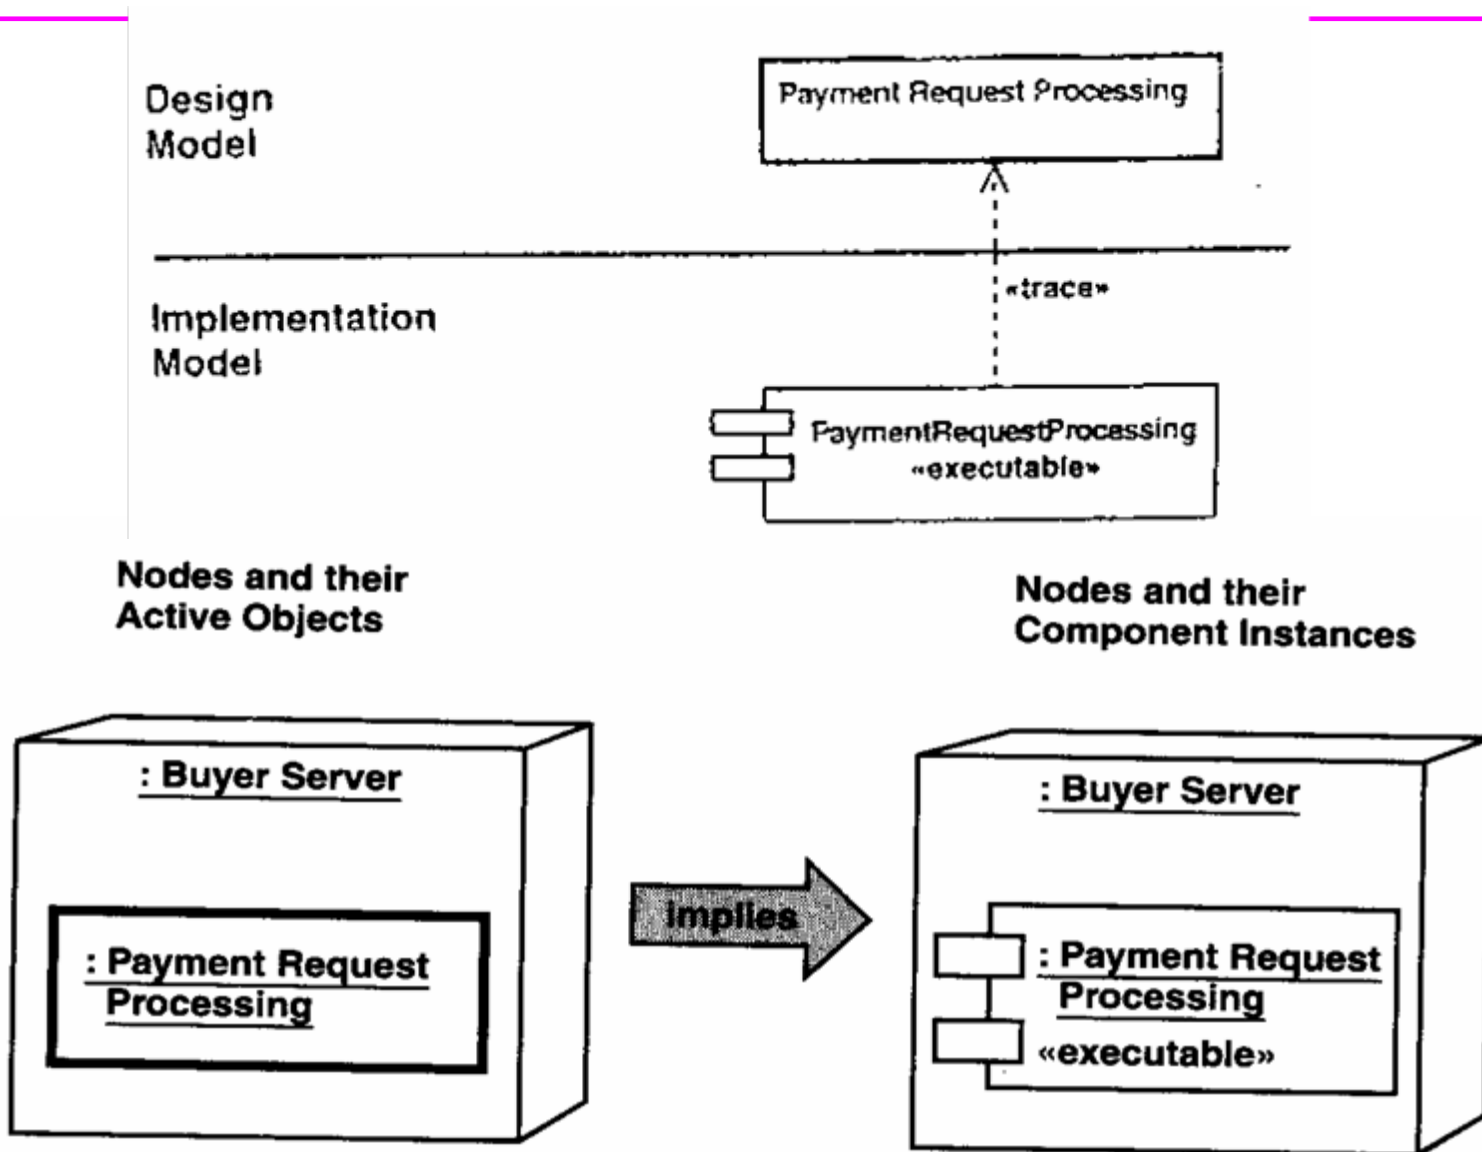 Design
Model
Payment Request Processing
«trace»
Implementation
Model
PaymentRequestProcessing
«executable»
Nodes and their
Active Objects
Nodes and their
Component Instances
: Buyer Server
: Payment Request
Processing
implies
: Buyer Server
: Payment Request
Processing
«executable»